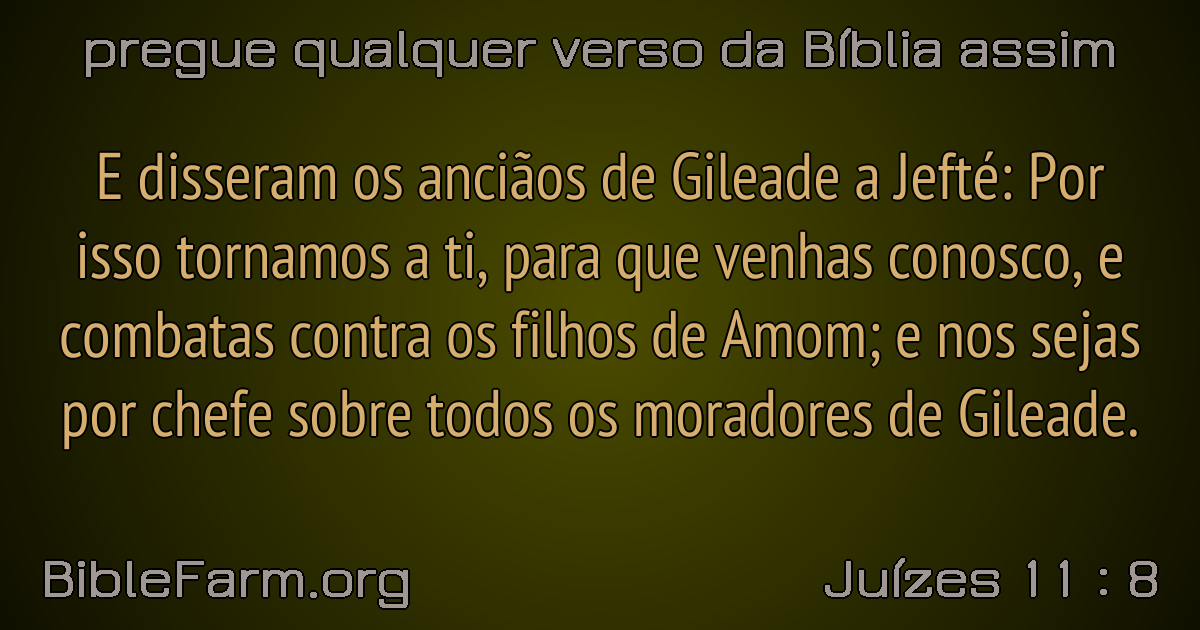 pregue qualquer verso da Bíblia assim
E disseram os anciãos de Gileade a Jefté: Por
isso tornamos a ti, para que venhas conosco, e
combatas contra os filhos de Amom; e nos sejas
por chefe sobre todos os moradores de Gileade.
BibleFarm.org
Juízes 11 : 8